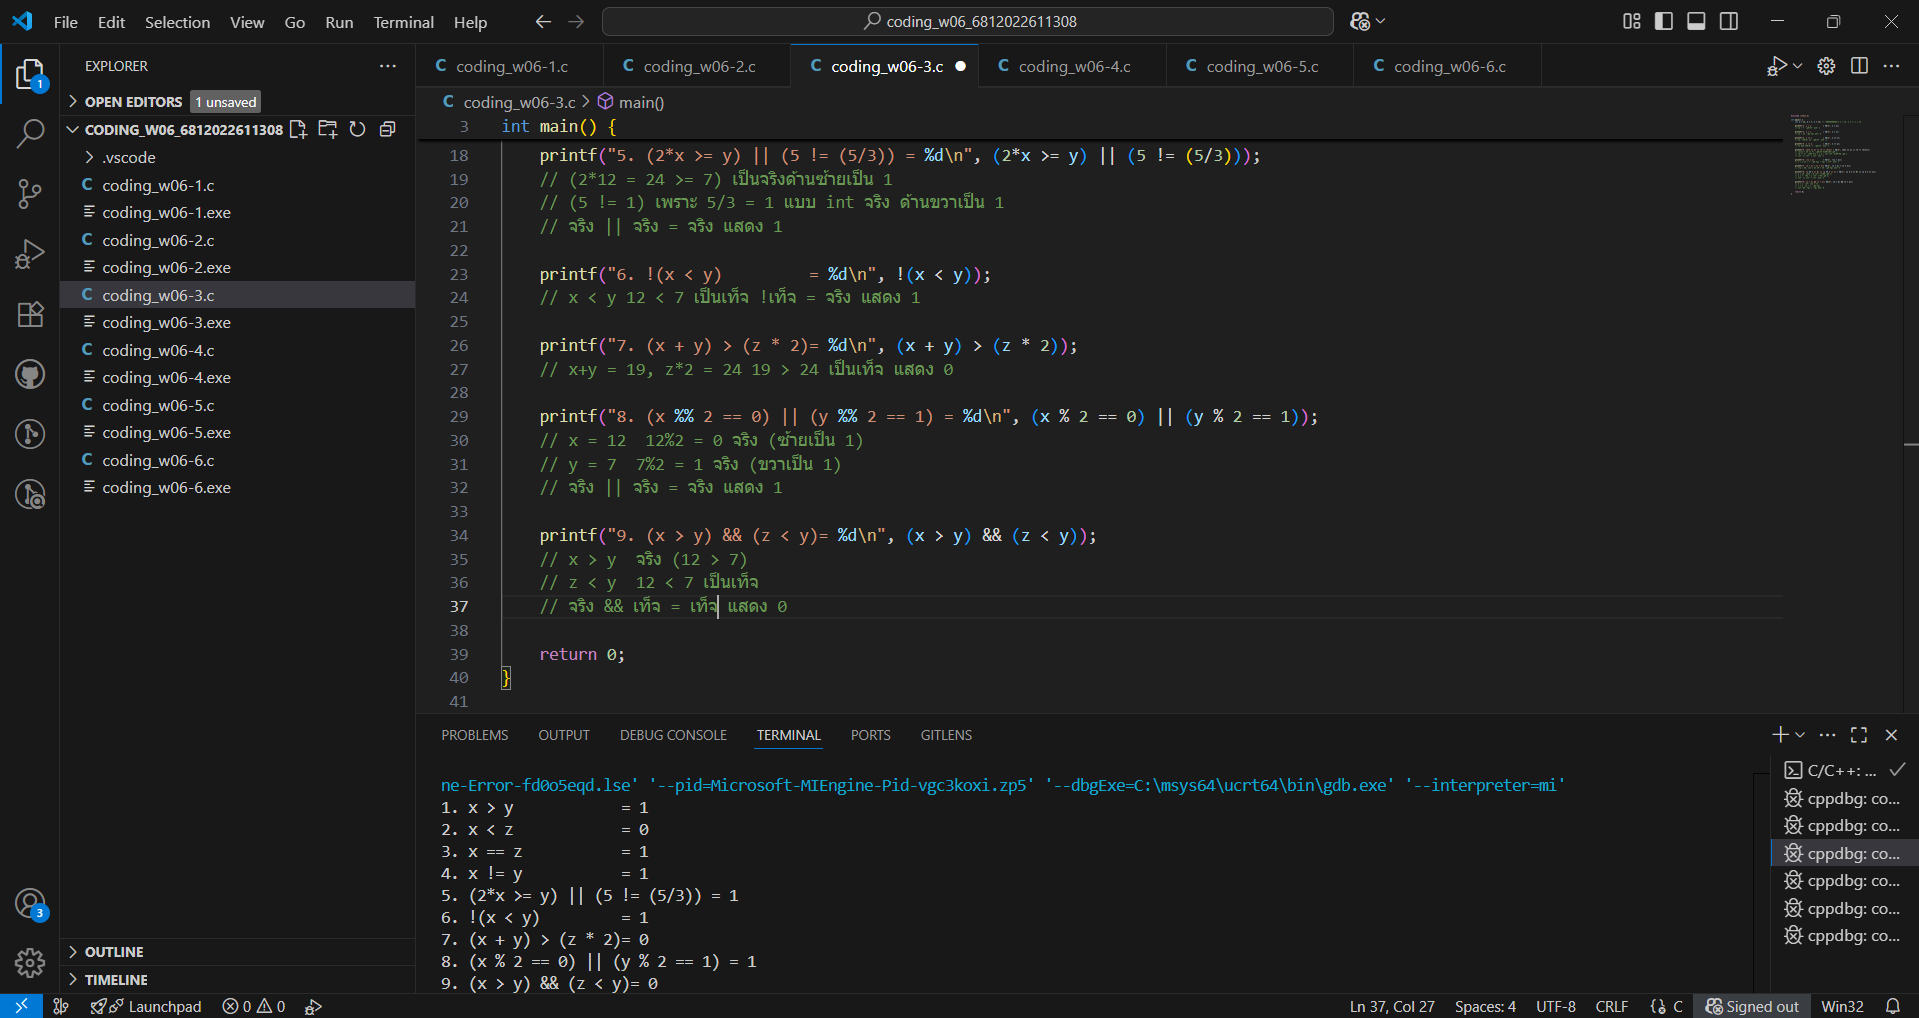 File Edit Selection View Go Run Terminal Help
coding_w06_6812022611308
EXPLORER
OPEN EDITORS 1 unsaved
CODING_W06_6812022611308
.vscode
C coding_w06-1.c
coding_w06-1.exe
C coding_w06-2.c
coding_w06-2.exe
C coding_w06-3.c
coding_w06-3.exe
C coding_w06-4.c
coding_w06-4.exe
C coding_w06-5.c
coding_w06-5.exe
C coding_w06-6.c
coding_w06-6.exe
OUTLINE
TIMELINE
1
3
C coding_w06-1.c C coding_w06-2.c C coding_w06-3.c C coding_w06-4.c C coding_w06-5.c C coding_w06-6.c
C coding_w06-3.c > main()
3 int main() {
18 printf("5. (2*x >= y) || (5 != (5/3)) = %d\n", (2*x >= y) || (5 != (5/3)));
19 // (2*12 = 24 >= 7) เป็นจริงด้านซ้ายเป็น 1
20 // (5 != 1) เพราะ 5/3 = 1 แบบ int จริง ด้านขวาเป็น 1
21 // จริง || จริง = จริง แสดง 1
22
23 printf("6. !(x < y)         = %d\n", !(x < y));
24 // x < y 12 < 7 เป็นเท็จ !เท็จ = จริง แสดง 1
25
26 printf("7. (x + y) > (z * 2)= %d\n", (x + y) > (z * 2));
27 // x+y = 19, z*2 = 24 19 > 24 เป็นเท็จ แสดง 0
28
29 printf("8. (x %% 2 == 0) || (y %% 2 == 1) = %d\n", (x % 2 == 0) || (y % 2 == 1));
30 // x = 12  12%2 = 0 จริง (ซ้ายเป็น 1)
31 // y = 7  7%2 = 1 จริง (ขวาเป็น 1)
32 // จริง || จริง = จริง แสดง 1
33
34 printf("9. (x > y) && (z < y)= %d\n", (x > y) && (z < y));
35 // x > y  จริง (12 > 7)
36 // z < y  12 < 7 เป็นเท็จ
37 // จริง && เท็จ = เท็จ แสดง 0
38
39 return 0;
40 }
41
PROBLEMS OUTPUT DEBUG CONSOLE TERMINAL PORTS GITLENS
ne-Error-fd0o5eqd.lse' '--pid=Microsoft-MIEngine-Pid-vgc3koxi.zp5' '--dbgExe=C:\msys64\ucrt64\bin\gdb.exe' '--interpreter=mi'
1. x > y            = 1
2. x < z            = 0
3. x == z           = 1
4. x != y           = 1
5. (2*x >= y) || (5 != (5/3)) = 1
6. !(x < y)         = 1
7. (x + y) > (z * 2)= 0
8. (x % 2 == 0) || (y % 2 == 1) = 1
9. (x > y) && (z < y)= 0
C/C++: ...
cppdbg: co...
cppdbg: co...
cppdbg: co...
cppdbg: co...
cppdbg: co...
cppdbg: co...
Launchpad 0 0 Ln 37, Col 27 Spaces: 4 UTF-8 CRLF {} C Signed out Win32